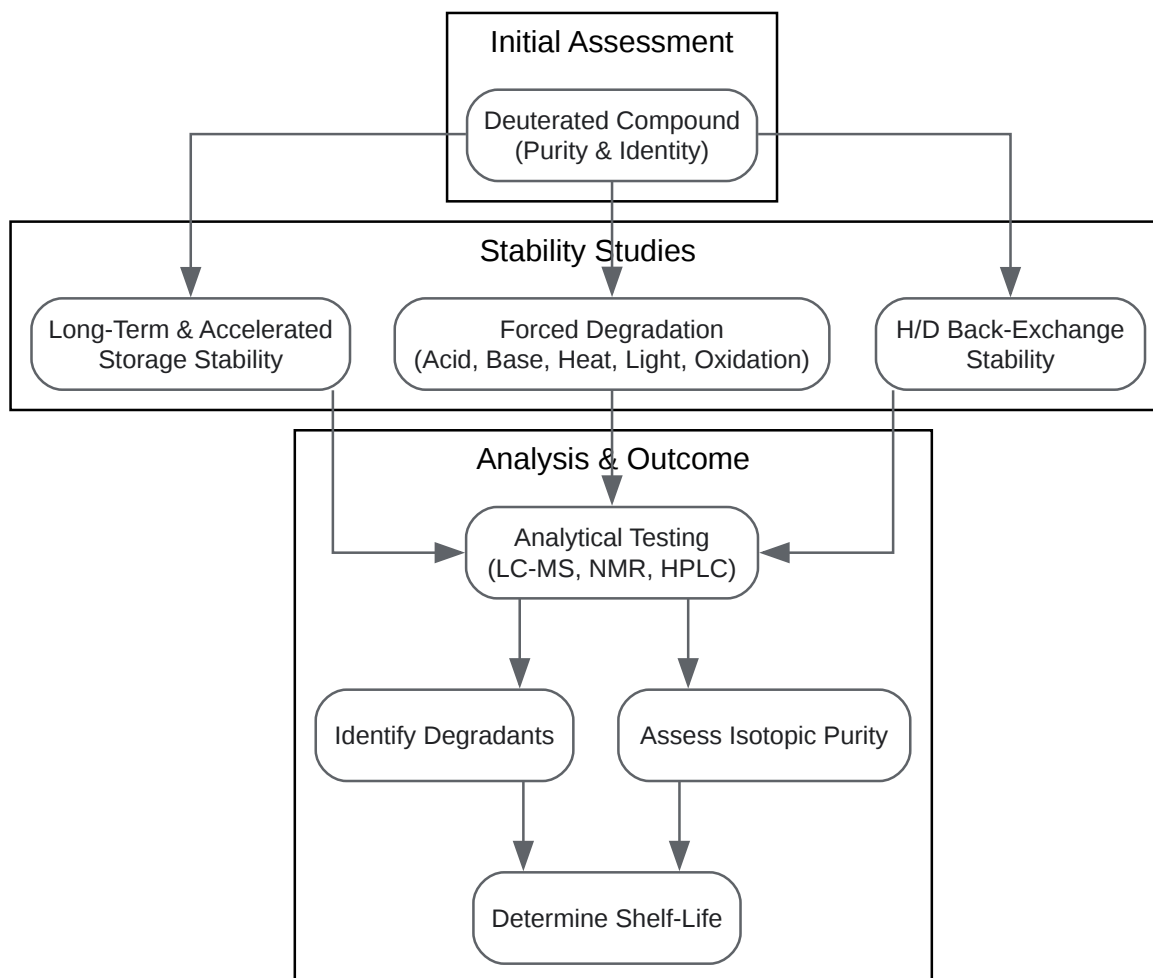 Initial Assessment
Deuterated Compound
(Purity & Identity)
Stability Studies
Long-Term & Accelerated
Storage Stability
Forced Degradation
(Acid, Base, Heat, Light, Oxidation)
H/D Back-Exchange
Stability
Analysis & Outcome
Analytical Testing
(LC-MS, NMR, HPLC)
Identify Degradants
Assess Isotopic Purity
Determine Shelf-Life